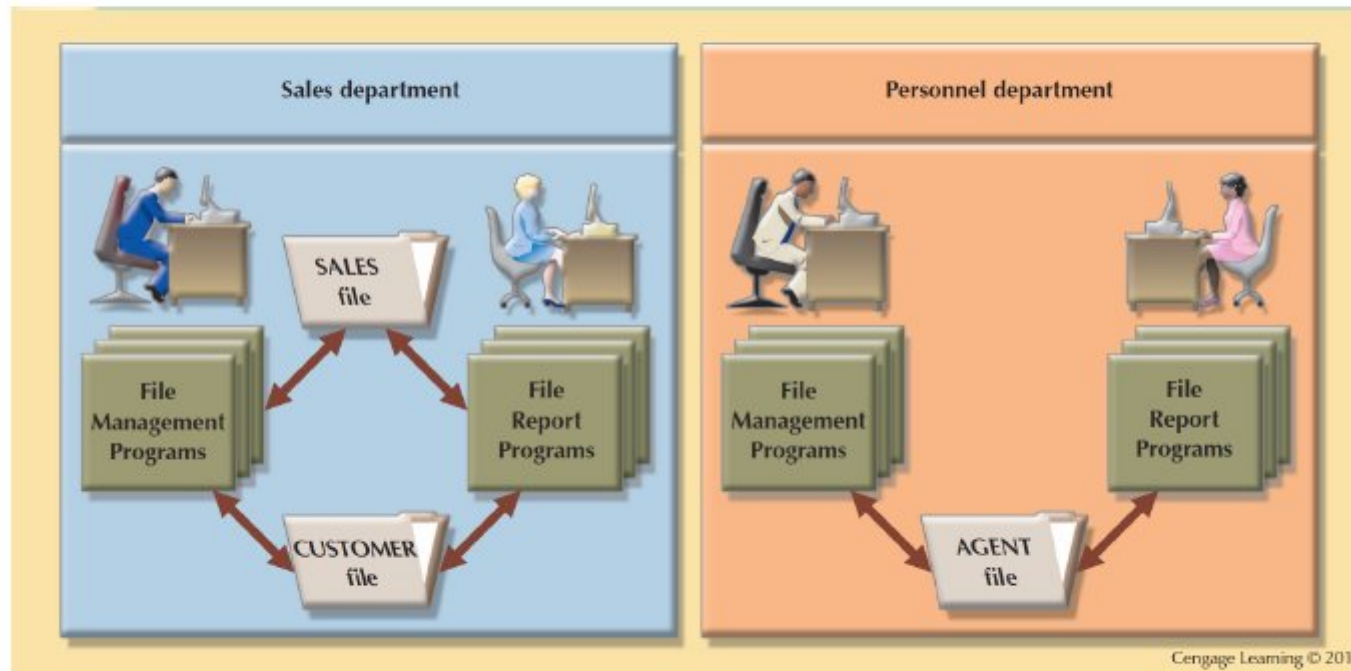 Sales department
Personnel department
SALES
file
File
Management
Programs
File
Report
Programs
CUSTOMER
file
File
Management
Programs
File
Report
Programs
AGENT
file
Cengage Learning © 201